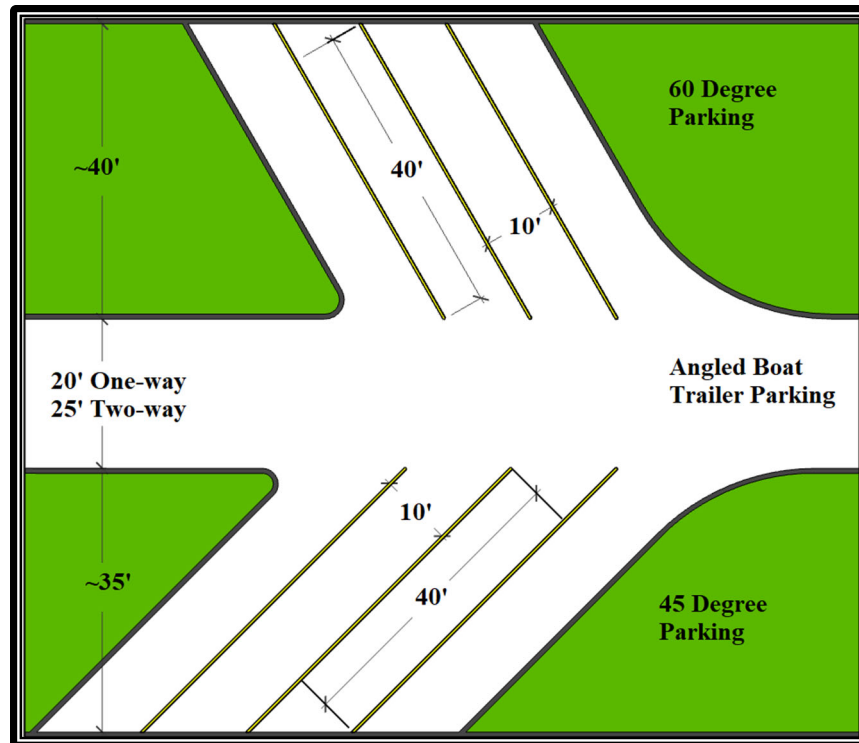 60 Degree
Parking
~40'
40'
10'
20' One-way
25' Two-way
Angled Boat
Trailer Parking
10'
~35'
40'
45 Degree
Parking